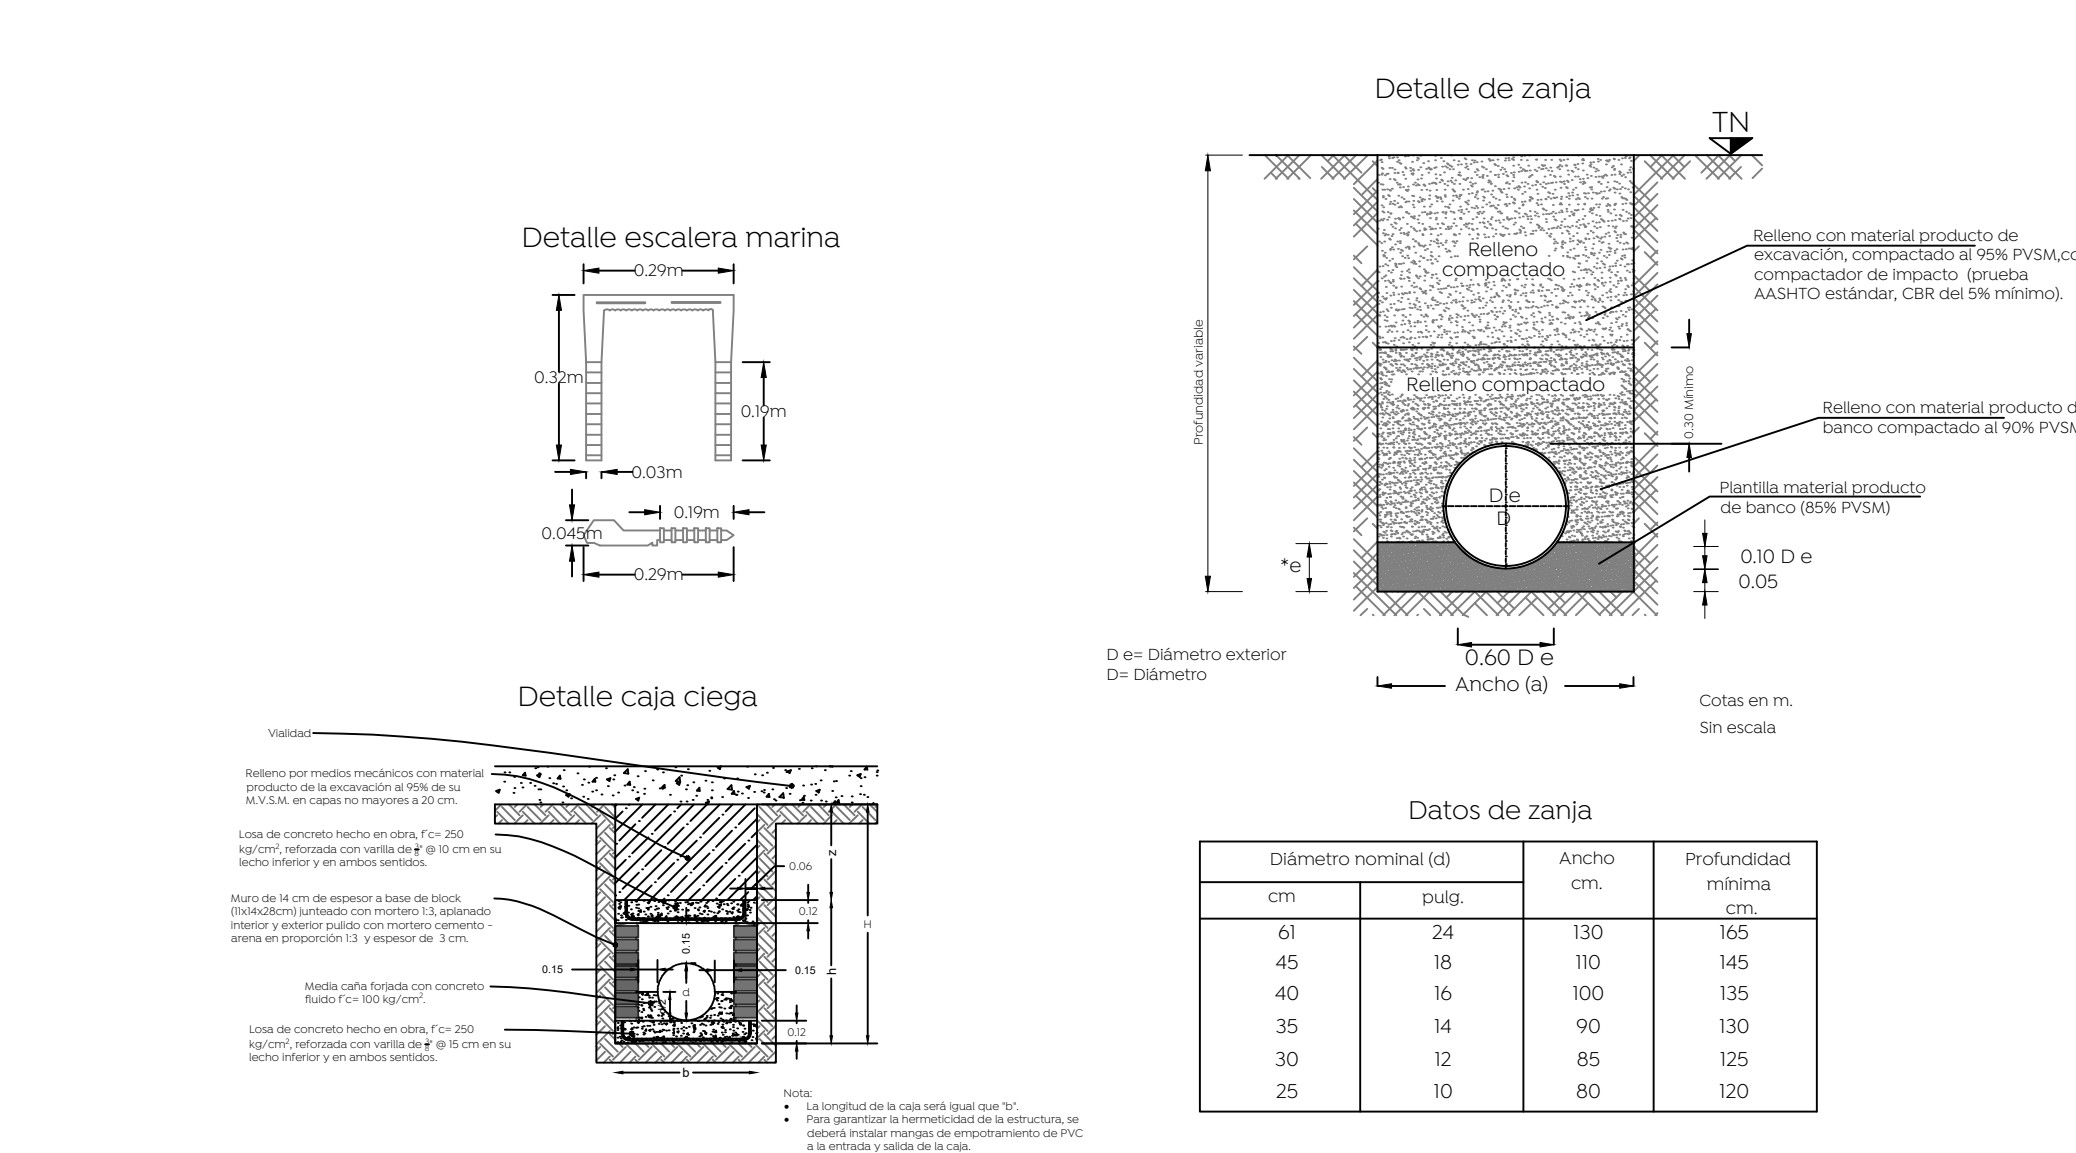 Detalle escalera marina
0.29m
0.32m
0.19m
0.03m
0.19m
0.045m
0.29m
Detalle caja ciega
Vialidad
Relleno por medios mecánicos con material
producto de la excavación al 95% de su
M.V.S.M. en capas no mayores a 20 cm.
Losa de concreto hecho en obra, f´c= 250
kg/cm², reforzada con varilla de 3/8" @ 10 cm en su
lecho inferior y en ambos sentidos.
Muro de 14 cm de espesor a base de block
(11x14x28cm) junteado con mortero 1:3, aplanado
interior y exterior pulido con mortero cemento -
arena en proporción 1:3 y espesor de 3 cm.
Media caña forjada con concreto
fluido f´c= 100 kg/cm².
Losa de concreto hecho en obra, f´c= 250
kg/cm², reforzada con varilla de 3/8" @ 15 cm en su
lecho inferior y en ambos sentidos.
z
0.06
0.12
H
0.15
0.15
0.15
h
d
0.12
b
Nota:
• La longitud de la caja será igual que "b".
• Para garantizar la hermeticidad de la estructura, se
deberá instalar mangas de empotramiento de PVC
a la entrada y salida de la caja.
Detalle de zanja
TN
Relleno
compactado
Relleno con material producto de
excavación, compactado al 95% PVSM,co
compactador de impacto (prueba
AASHTO estándar, CBR del 5% mínimo).
Profundidad variable
Relleno compactado
0.30 Mínimo
Relleno con material producto d
banco compactado al 90% PVSM
D e
D
Plantilla material producto
de banco (85% PVSM)
*e
0.10 D e
0.05
0.60 D e
Ancho (a)
D e= Diámetro exterior
D= Diámetro
Cotas en m.
Sin escala
Datos de zanja
Diámetro nominal (d) Ancho cm. Profundidad mínima cm.
cm pulg.
61 24 130 165
45 18 110 145
40 16 100 135
35 14 90 130
30 12 85 125
25 10 80 120